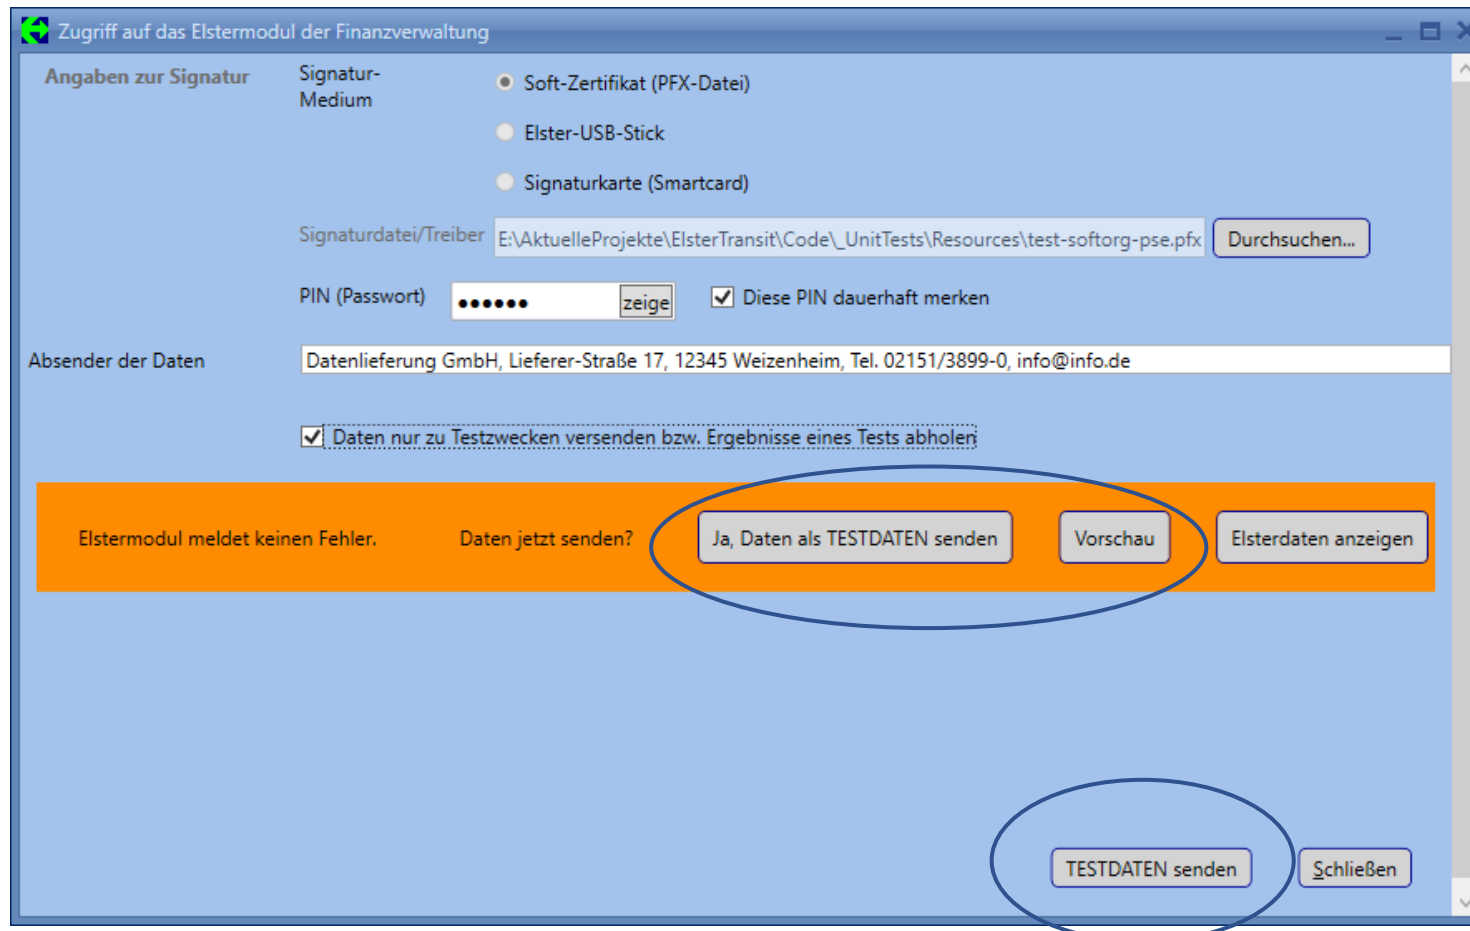 Zugriff auf das Elstermodul der Finanzverwaltung
Angaben zur Signatur
Signatur-
Medium
Soft-Zertifikat (PFX-Datei)
Elster-USB-Stick
Signaturkarte (Smartcard)
Signaturdatei/Treiber E:\AktuelleProjekte\ElsterTransit\Code\_UnitTests\Resources\test-softorg-pse.pfx Durchsuchen...
PIN (Passwort) •••••• zeige Diese PIN dauerhaft merken
Absender der Daten Datenlieferung GmbH, Lieferer-Straße 17, 12345 Weizenheim, Tel. 02151/3899-0, info@info.de
Daten nur zu Testzwecken versenden bzw. Ergebnisse eines Tests abholen
Elstermodul meldet keinen Fehler. Daten jetzt senden? Ja, Daten als TESTDATEN senden Vorschau Elsterdaten anzeigen
TESTDATEN senden Schließen